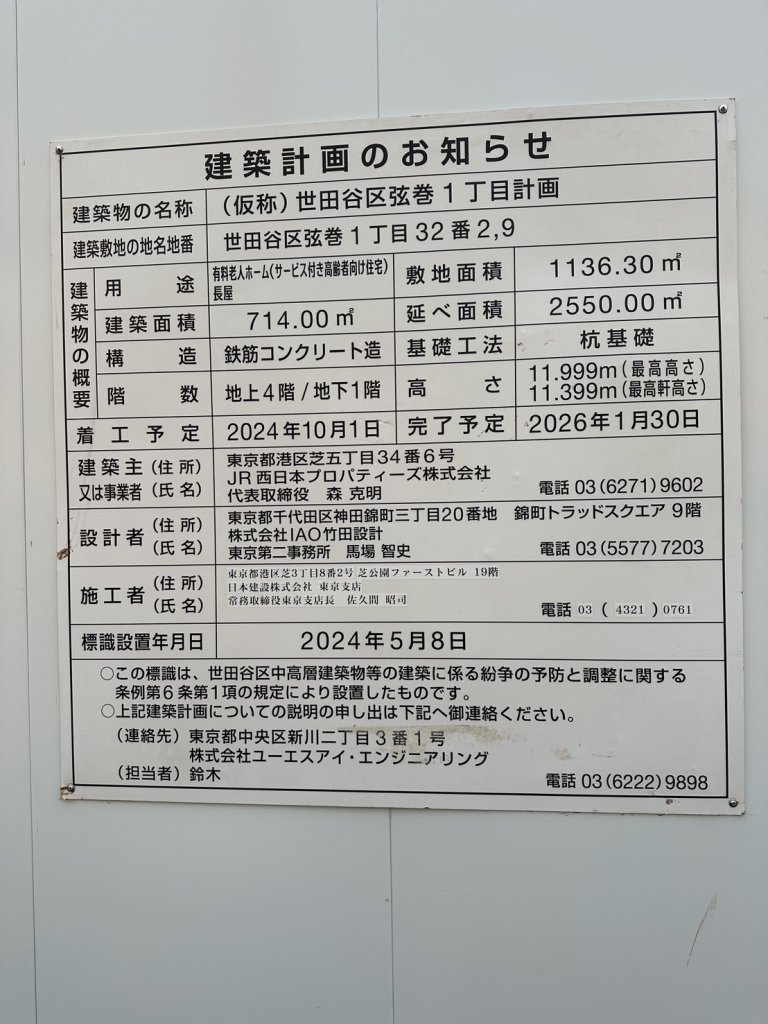 建築計画のお知らせ
建築物の名称 (仮称)世田谷区弦巻1丁目計画
建築敷地の地名地番 世田谷区弦巻1丁目32番2,9
建築物の概要
用途 有料老人ホーム(サービス付き高齢者向け住宅)
長屋
敷地面積 1136.30㎡
建築面積 714.00㎡ 延べ面積 2550.00㎡
構造 鉄筋コンクリート造 基礎工法 杭基礎
階数 地上4階/地下1階 高さ 11.999m(最高高さ)
11.399m(最高軒高さ)
着工予定 2024年10月1日 完了予定 2026年1月30日
建築主(住所) 東京都港区芝五丁目34番6号
又は事業者(氏名) JR西日本プロパティーズ株式会社
代表取締役 森 克明 電話 03(6271)9602
設計者(住所) 東京都千代田区神田錦町三丁目20番地 錦町トラッドスクエア 9階
(氏名) 株式会社IAO竹田設計
東京第二事務所 馬場 智史 電話 03(5577)7203
施工者(住所) 東京都港区芝3丁目8番2号 芝公園ファーストビル 19階
(氏名) 日本建設株式会社 東京支店
常務取締役東京支店長 佐久間 昭司 電話 03 ( 4321 ) 0761
標識設置年月日 2024年5月8日
○この標識は、世田谷区中高層建築物等の建築に係る紛争の予防と調整に関する
条例第6条第1項の規定により設置したものです。
○上記建築計画についての説明の申し出は下記へ御連絡ください。
(連絡先) 東京都中央区新川二丁目3番1号
株式会社ユーエスアイ・エンジニアリング
(担当者) 鈴木 電話 03(6222)9898